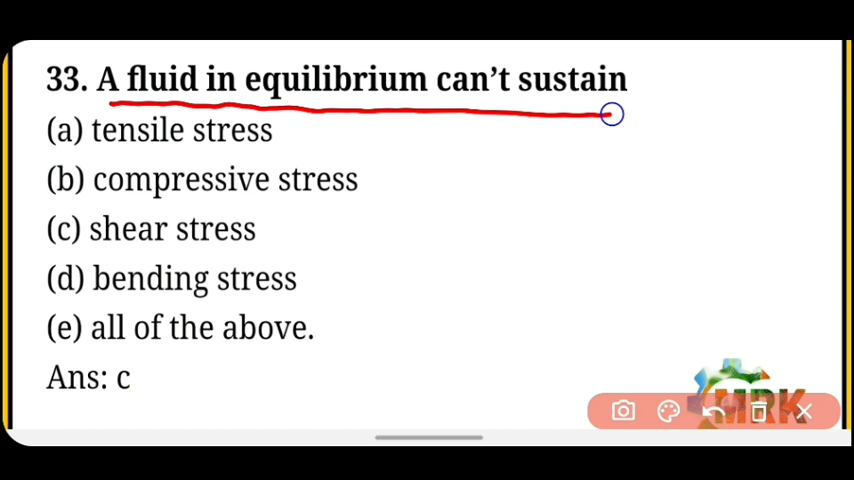 33. A fluid in equilibrium can't sustain
(a) tensile stress
(b) compressive stress
(c) shear stress
(d) bending stress
(e) all of the above.
Ans: c
MRK